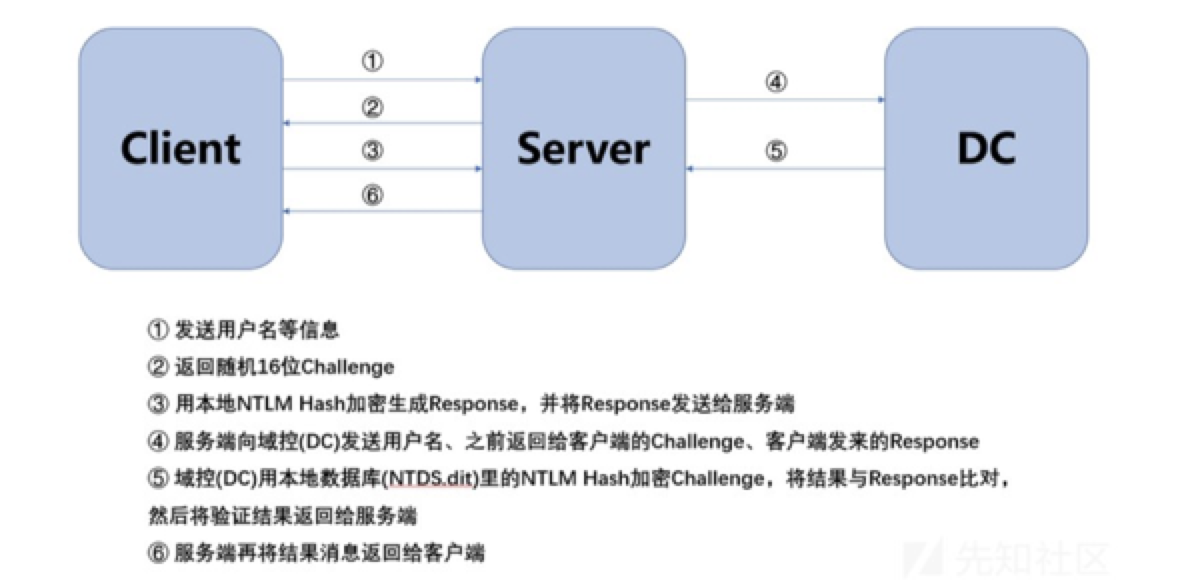 ①
②
③
⑥
④
⑤
Client
Server
DC
① 发送用户名等信息
② 返回随机16位Challenge
③ 用本地NTLM Hash加密生成Response，并将Response发送给服务端
④ 服务端向域控(DC)发送用户名、之前返回给客户端的Challenge、客户端发来的Response
⑤ 域控(DC)用本地数据库(NTDS.dit)里的NTLM Hash加密Challenge，将结果与Response比对，
然后将验证结果返回给服务端
⑥ 服务端再将结果消息返回给客户端
先知社区